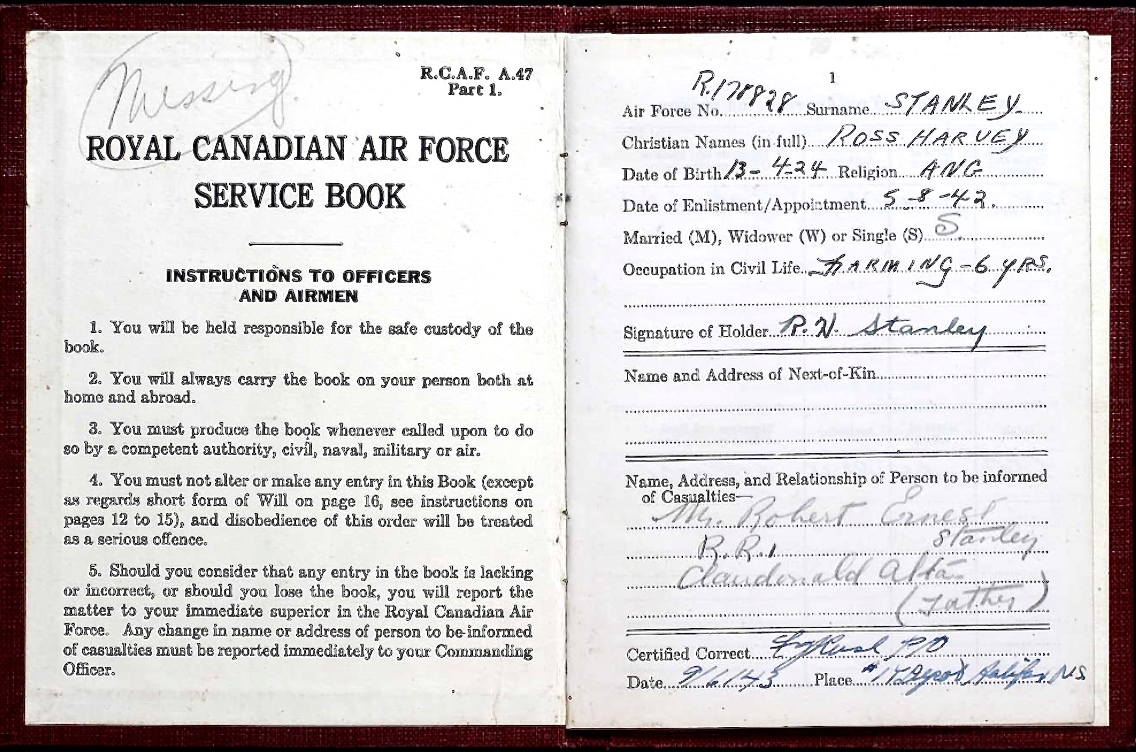 Missing
R.C.A.F. A.47
Part 1.
ROYAL CANADIAN AIR FORCE
SERVICE BOOK
INSTRUCTIONS TO OFFICERS
AND AIRMEN
1. You will be held responsible for the safe custody of the
book.
2. You will always carry the book on your person both at
home and abroad.
3. You must produce the book whenever called upon to do
so by a competent authority, civil, naval, military or air.
4. You must not alter or make any entry in this Book (except
as regards short form of Will on page 16, see instructions on
pages 12 to 15), and disobedience of this order will be treated
as a serious offence.
5. Should you consider that any entry in the book is lacking
or incorrect, or should you lose the book, you will report the
matter to your immediate superior in the Royal Canadian Air
Force. Any change in name or address of person to be informed
of casualties must be reported immediately to your Commanding
Officer.
1
Air Force No. R.178828 Surname STANLEY
Christian Names (in full) ROSS HARVEY
Date of Birth 13-4-24 Religion ANG
Date of Enlistment/Appointment 5-8-42.
Married (M), Widower (W) or Single (S) S
Occupation in Civil Life FARMING-6 YRS.
Signature of Holder R.H. Stanley
Name and Address of Next-of-Kin
Name, Address, and Relationship of Person to be informed
of Casualties—
Mr. Robert Ernest
Stanley
R.R.1
Clandonald Alta.
(Father)
Certified Correct
Date 9/6/43 Place Depot Halifax N.S.